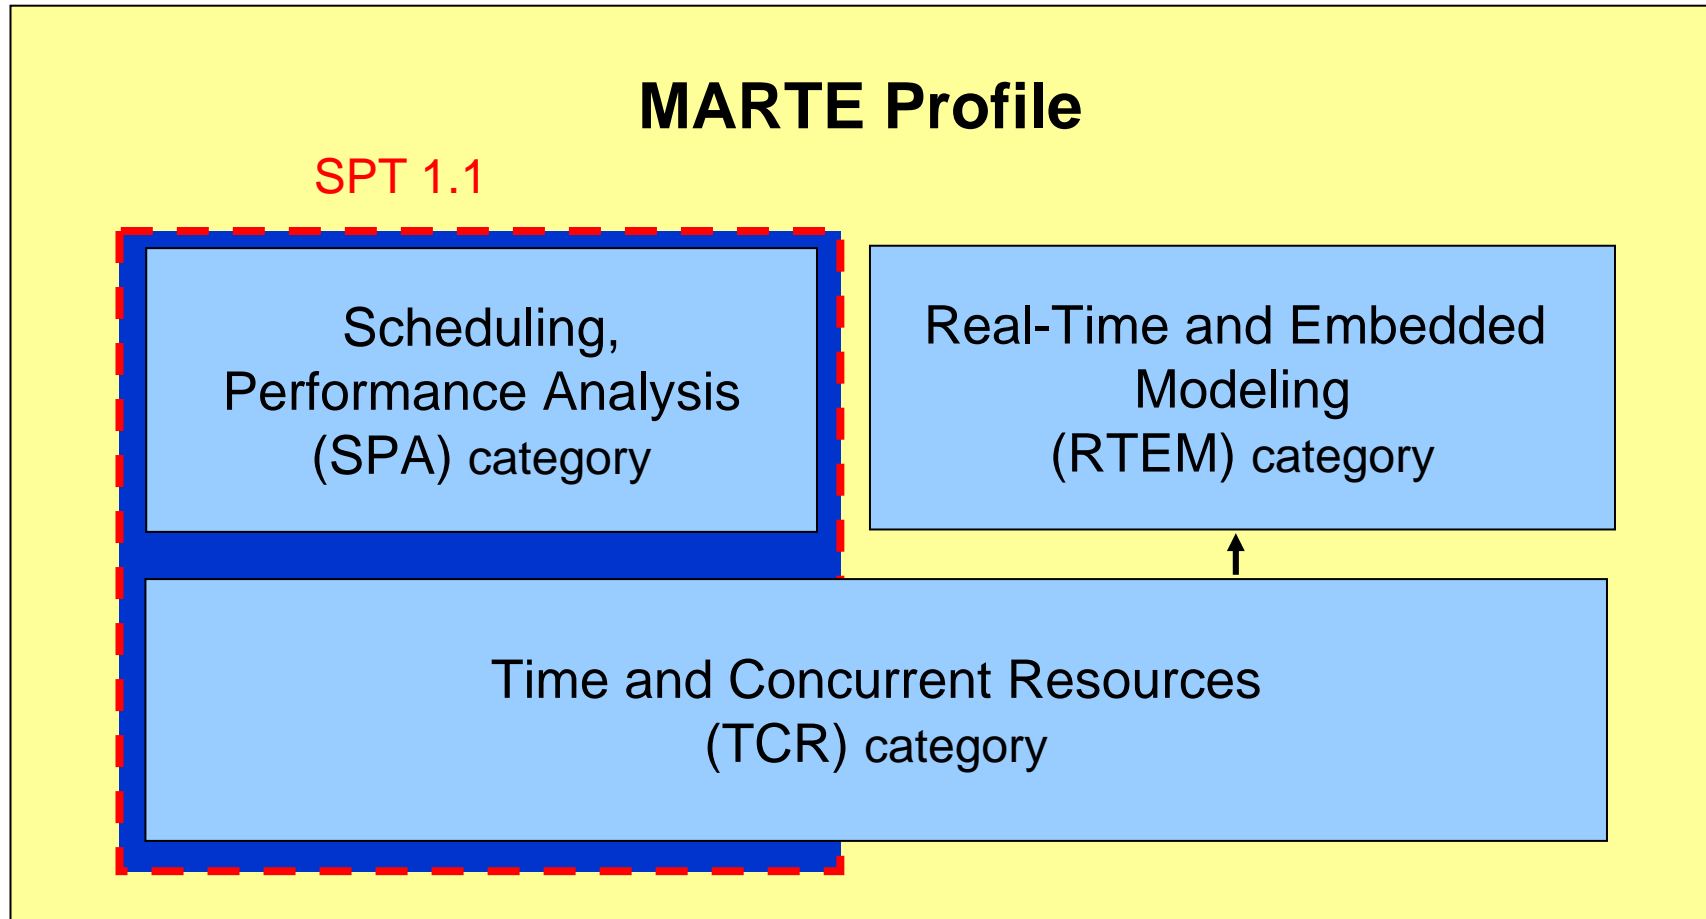 MARTE Profile
SPT 1.1
Scheduling,
Performance Analysis
(SPA) category
Real-Time and Embedded
Modeling
(RTEM) category
Time and Concurrent Resources
(TCR) category